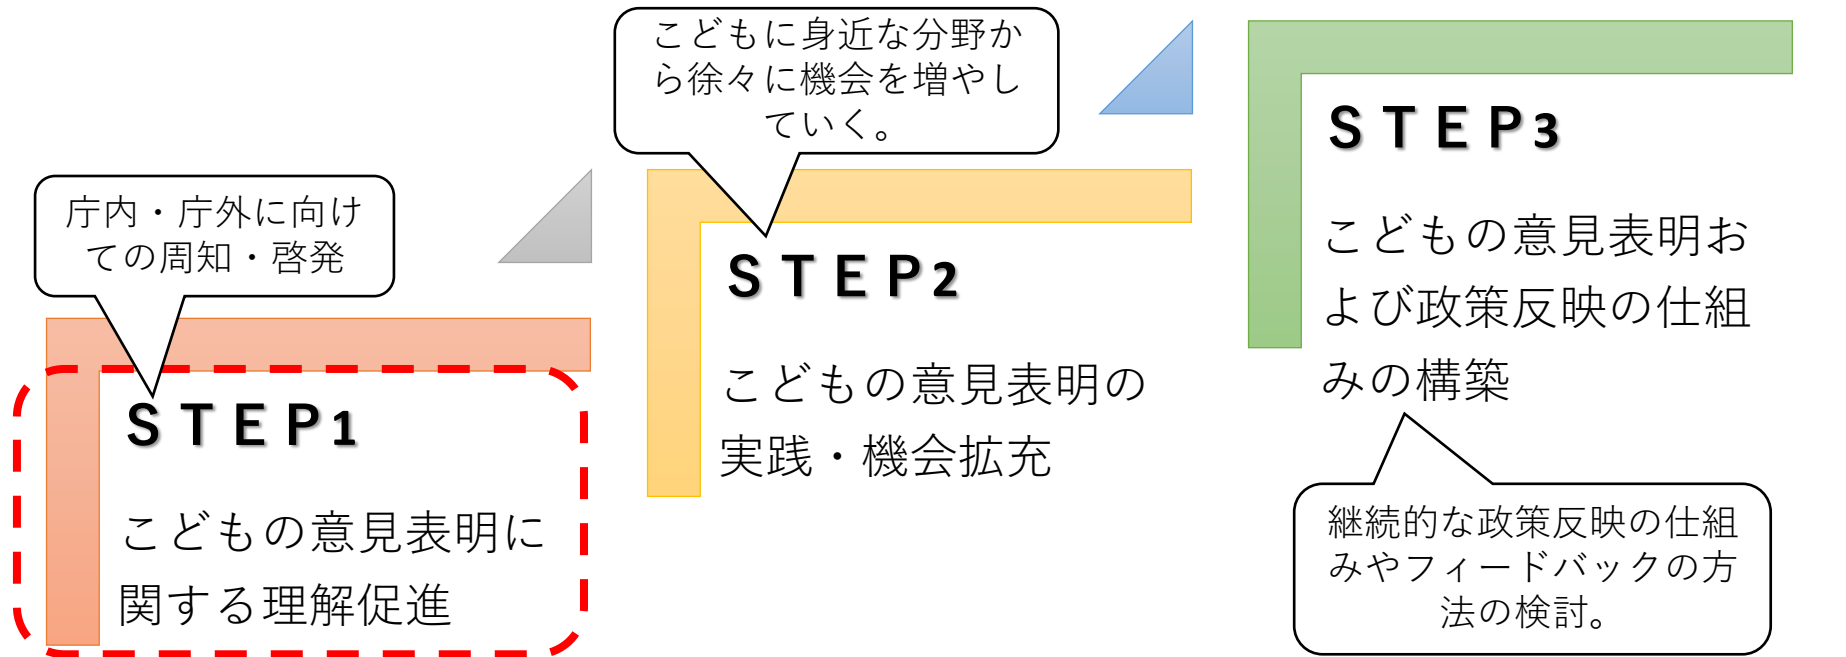 庁内・庁外に向け
ての周知・啓発
ＳＴＥＰ1
こどもの意見表明に
関する理解促進
こどもに身近な分野か
ら徐々に機会を増やし
ていく。
ＳＴＥＰ2
こどもの意見表明の
実践・機会拡充
ＳＴＥＰ3
こどもの意見表明お
よび政策反映の仕組
みの構築
継続的な政策反映の仕組
みやフィードバックの方
法の検討。